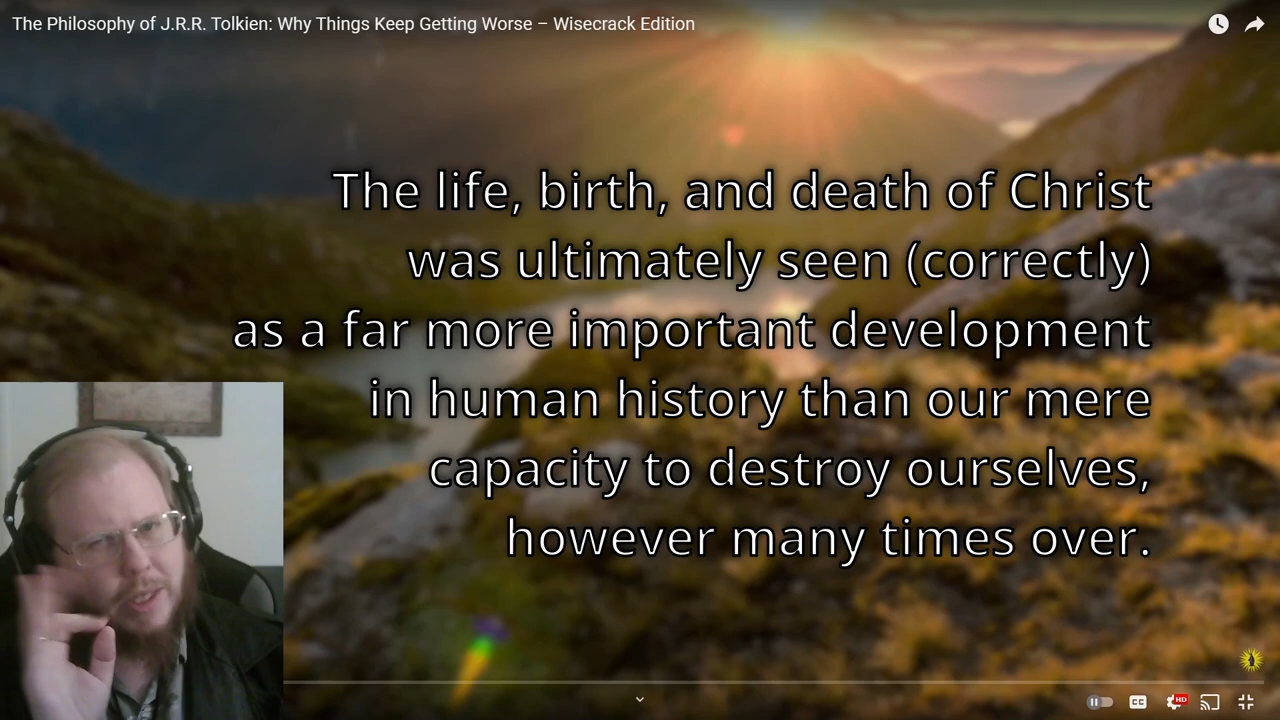 The Philosophy of J.R.R. Tolkien: Why Things Keep Getting Worse – Wisecrack Edition
The life, birth, and death of Christ
was ultimately seen (correctly)
as a far more important development
in human history than our mere
capacity to destroy ourselves,
however many times over.
CC
HD